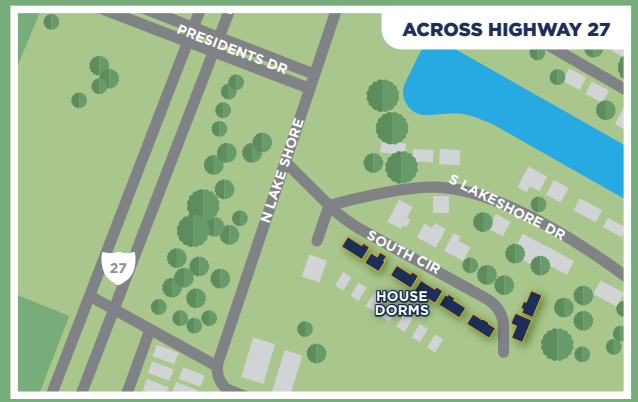 ACROSS HIGHWAY 27
PRESIDENTS DR
N LAKE SHORE
S LAKESHORE DR
SOUTH CIR
27
HOUSE
DORMS